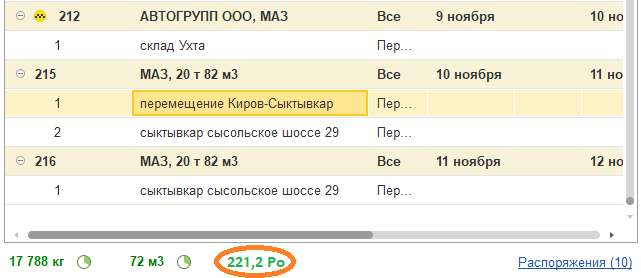 212 АВТОГРУПП ООО, МАЗ Все 9 ноября 10 но
1 склад Ухта Пер...
215 МАЗ, 20 т 82 м3 Все 10 ноября 11 но
1 перемещение Киров-Сыктывкар Пер...
2 сыктывкар сысольское шоссе 29 Пер...
216 МАЗ, 20 т 82 м3 Все 11 ноября 12 но
1 сыктывкар сысольское шоссе 29 Пер...
17 788 кг 72 м3 221,2 Ро Распоряжения (10)